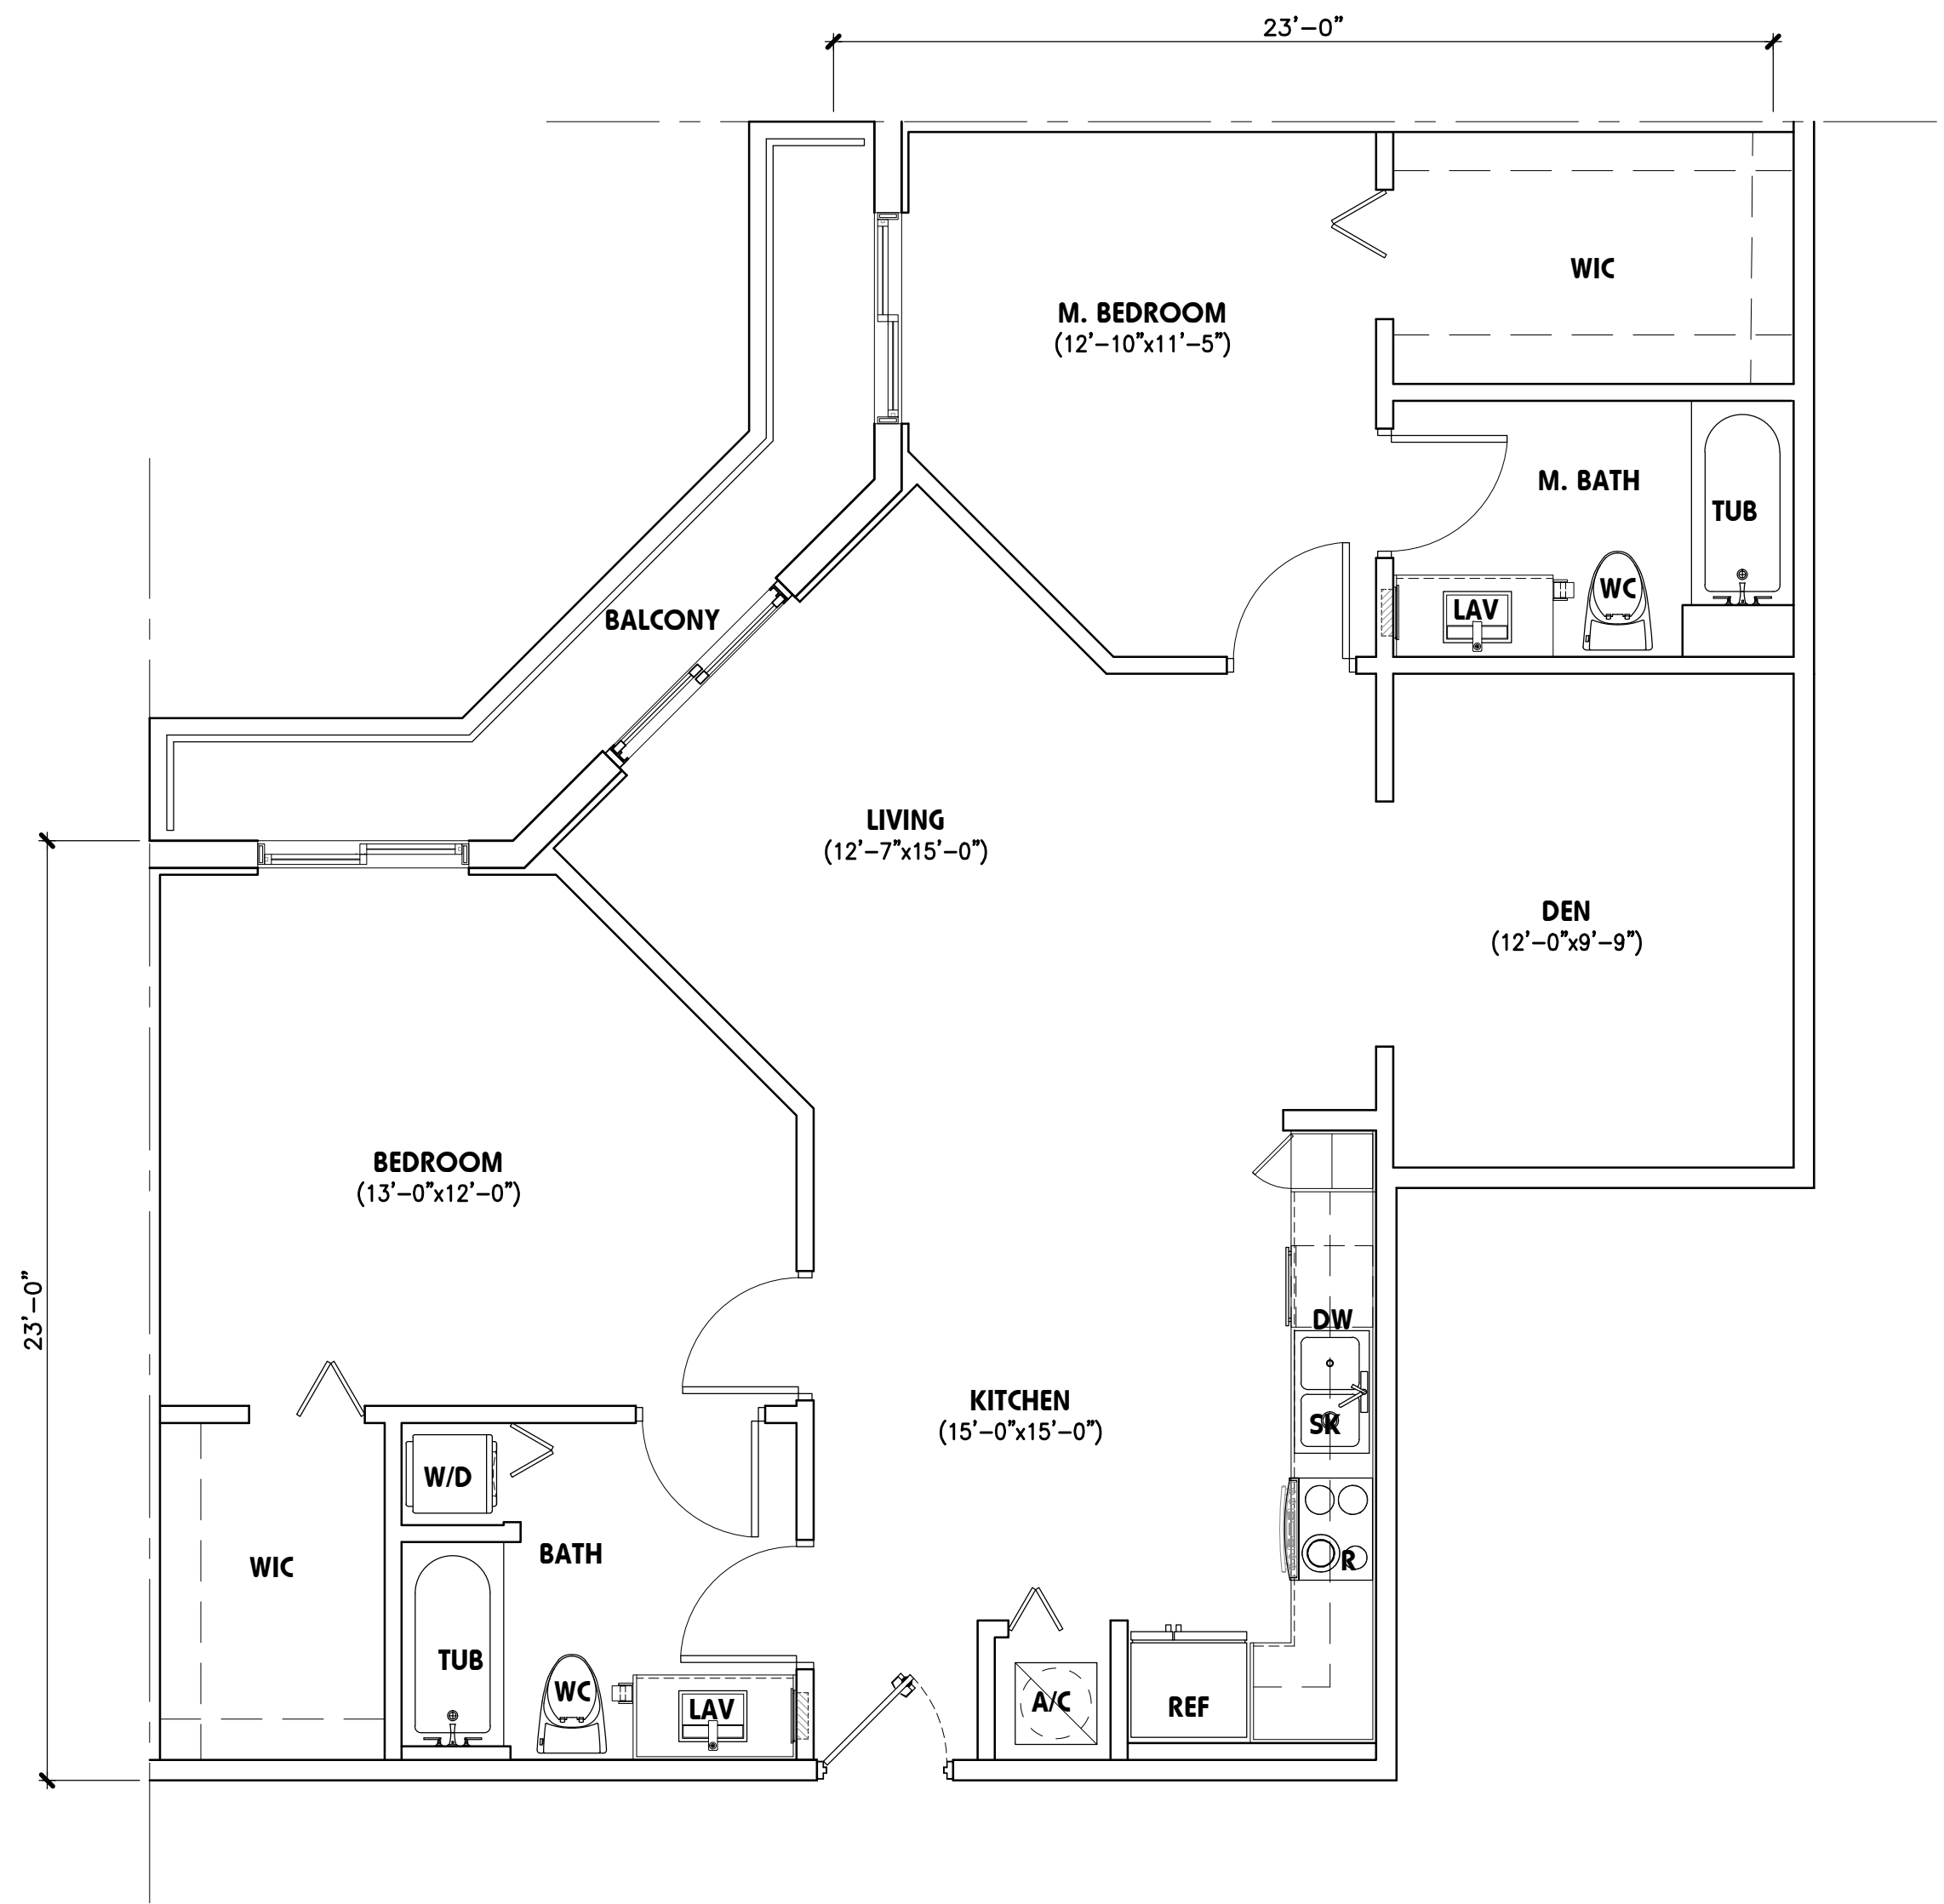 23'-0"
WIC
M. BEDROOM
(12'-10"x11'-5")
M. BATH
TUB
WC
LAV
BALCONY
LIVING
(12'-7"x15'-0")
DEN
(12'-0"x9'-9")
BEDROOM
(13'-0"x12'-0")
23'-0"
DW
KITCHEN
(15'-0"x15'-0")
SK
W/D
BATH
R
WIC
TUB
WC
LAV
A/C
REF